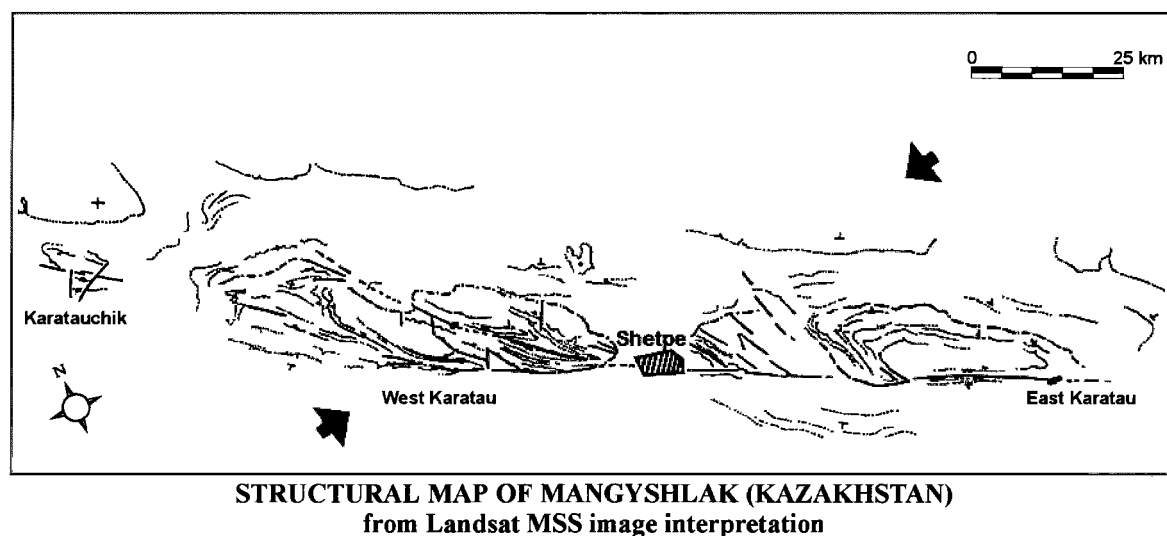 0 25 km
Karatauchik
Shetpe
N
West Karatau
East Karatau
STRUCTURAL MAP OF MANGYSHLAK (KAZAKHSTAN)
from Landsat MSS image interpretation